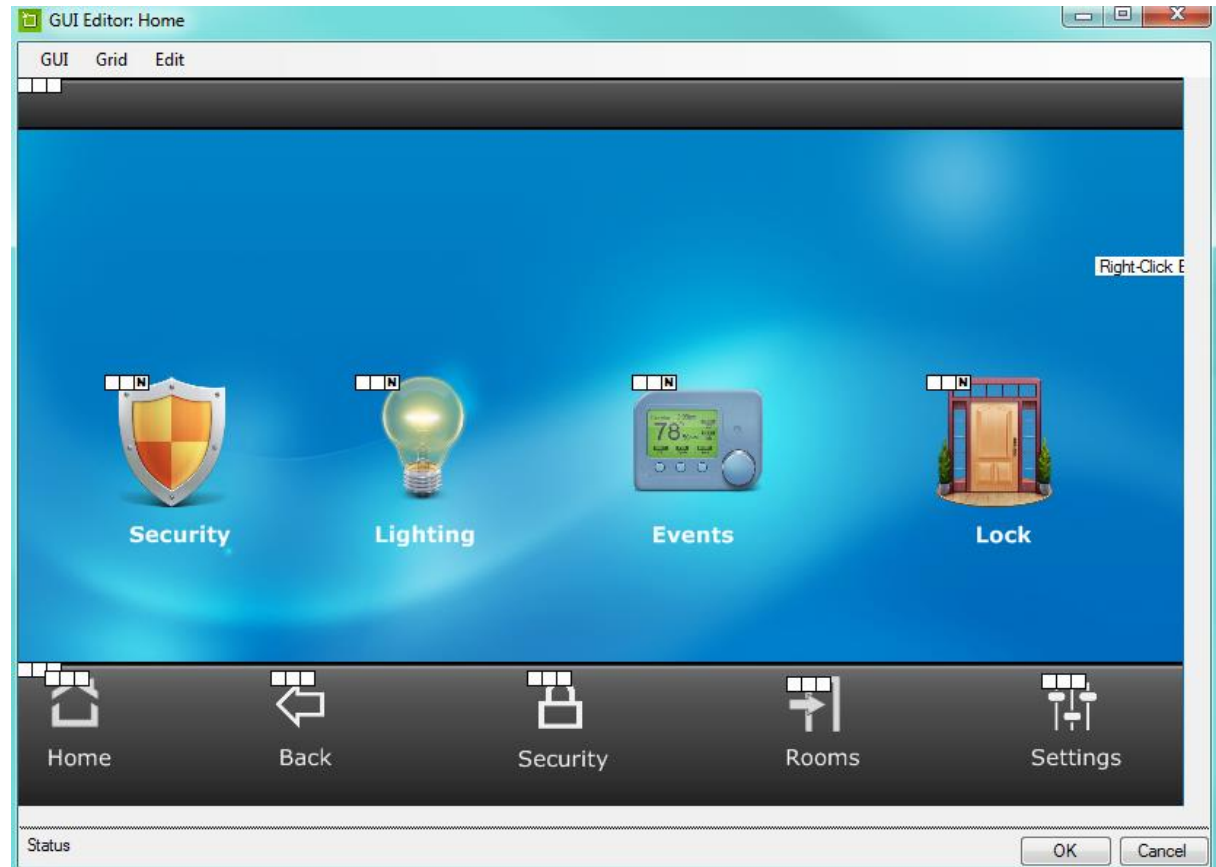 GUI Editor: Home
GUI Grid Edit
Right-Click E
N N N N
78
Security Lighting Events Lock
Home Back Security Rooms Settings
Status
OK Cancel